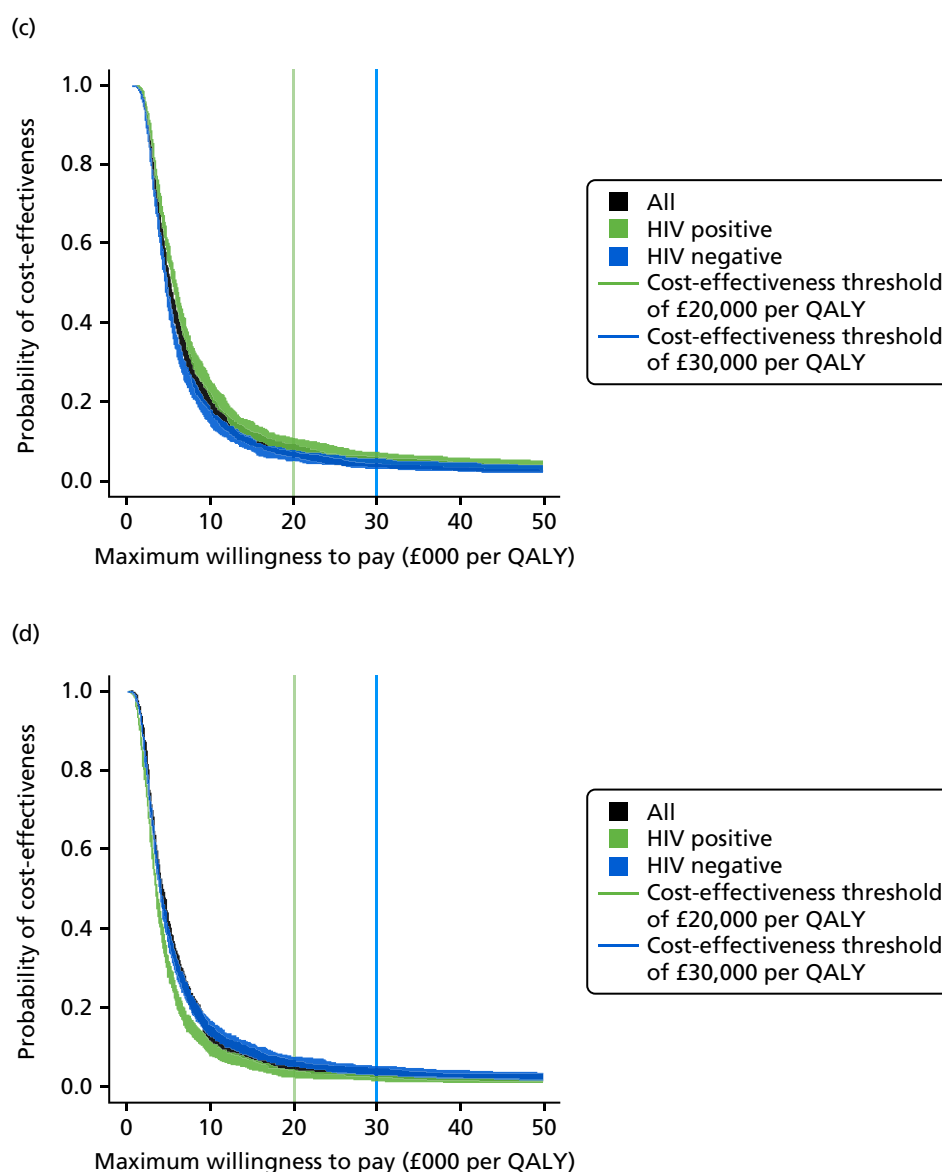 (c)
1.0
0.8
0.6
0.4
0.2
0.0
Probability of cost-effectiveness
0 10 20 30 40 50
Maximum willingness to pay (£000 per QALY)
All
HIV positive
HIV negative
Cost-effectiveness threshold
of £20,000 per QALY
Cost-effectiveness threshold
of £30,000 per QALY
(d)
1.0
0.8
0.6
0.4
0.2
0.0
Probability of cost-effectiveness
0 10 20 30 40 50
Maximum willingness to pay (£000 per QALY)
All
HIV positive
HIV negative
Cost-effectiveness threshold
of £20,000 per QALY
Cost-effectiveness threshold
of £30,000 per QALY